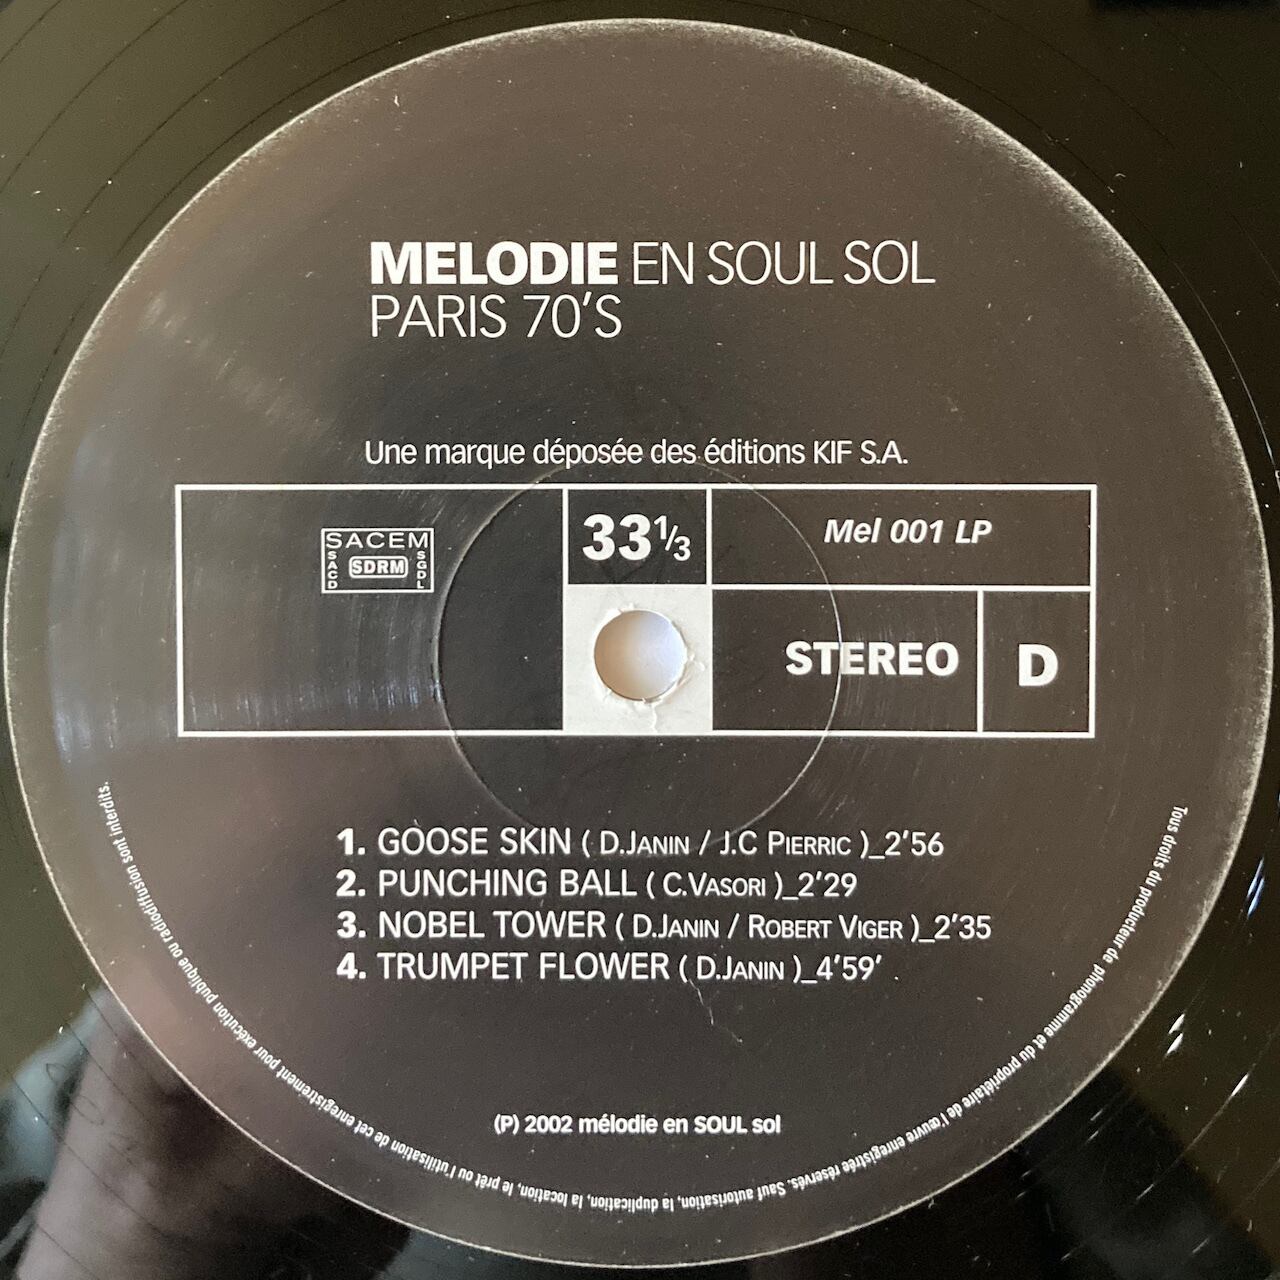 MELODIE EN SOUL SOL
PARIS 70'S
Une marque déposée des éditions KIF S.A.
SACEM
SACD
SDRM
SGDL
33 1/3
Mel 001 LP
STEREO
D
1. GOOSE SKIN ( D.JANIN / J.C PIERRIC )_2'56
2. PUNCHING BALL ( C.VASORI )_2'29
3. NOBEL TOWER ( D.JANIN / ROBERT VIGER )_2'35
4. TRUMPET FLOWER ( D.JANIN )_4'59'
(P) 2002 mélodie en SOUL sol
Tous droits du producteur de phonogramme et du propriétaire de l'œuvre enregistrée réservés. Sauf autorisation, la duplication, la location, le prêt ou l'utilisation de cet enregistrement pour exécution publique ou radiodiffusion sont interdits.